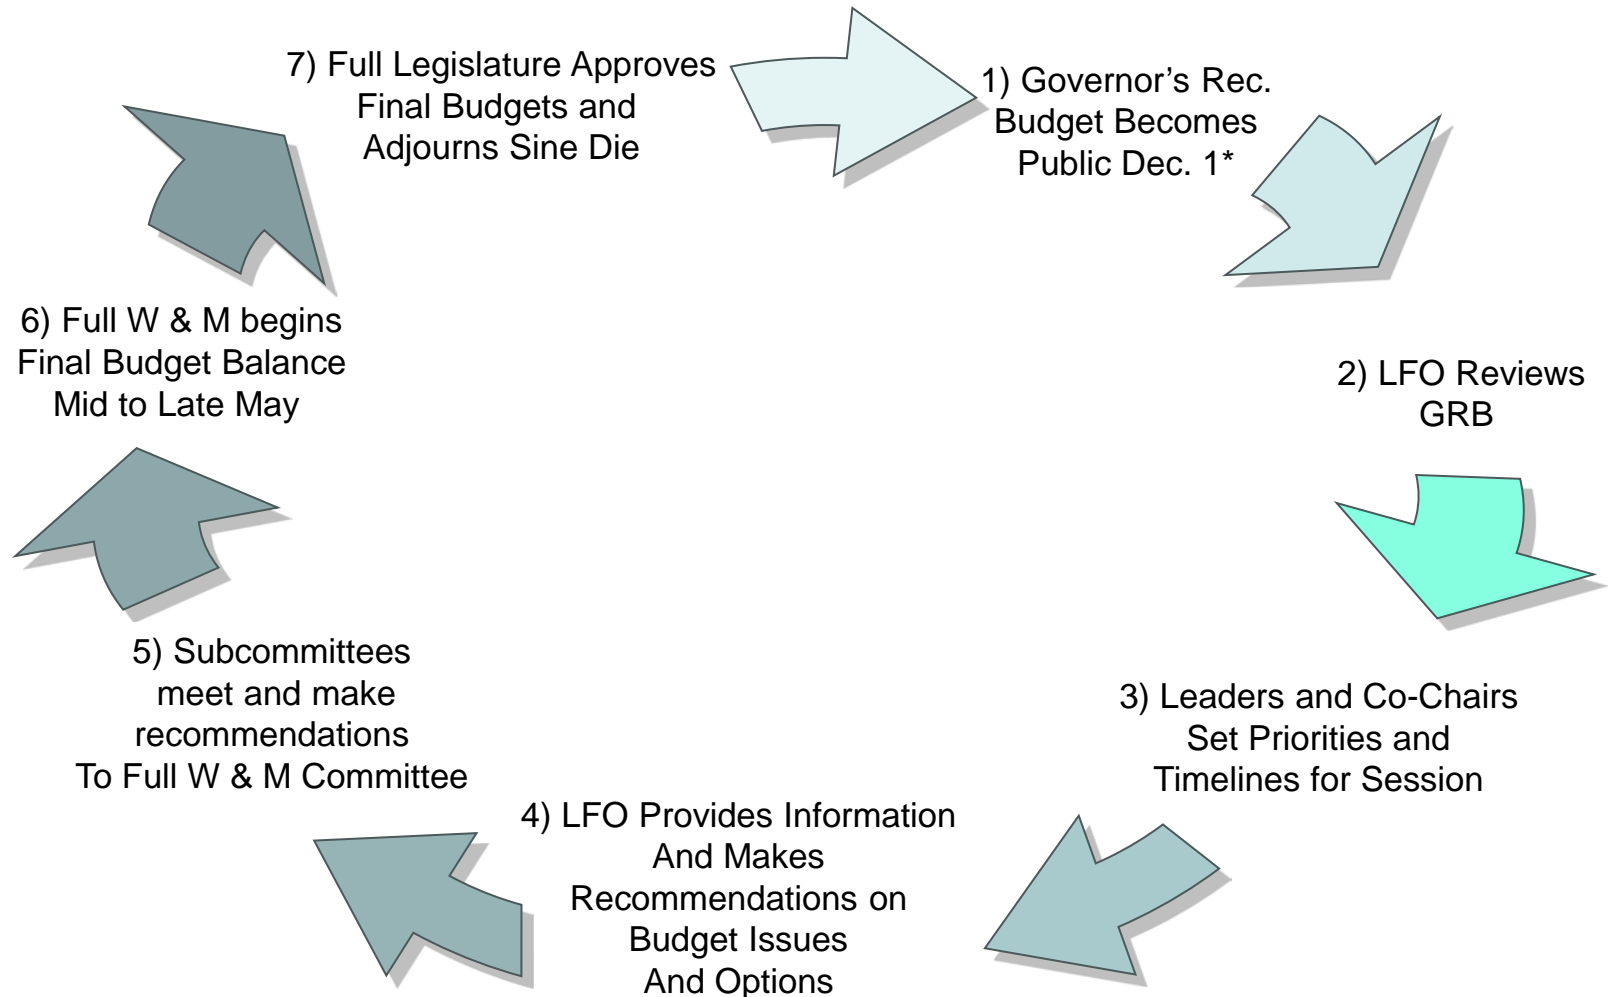 7) Full Legislature Approves
Final Budgets and
Adjourns Sine Die
1) Governor’s Rec.
Budget Becomes
Public Dec. 1*
2) LFO Reviews
GRB
3) Leaders and Co-Chairs
Set Priorities and
Timelines for Session
4) LFO Provides Information
And Makes
Recommendations on
Budget Issues
And Options
5) Subcommittees
meet and make
recommendations
To Full W & M Committee
6) Full W & M begins
Final Budget Balance
Mid to Late May